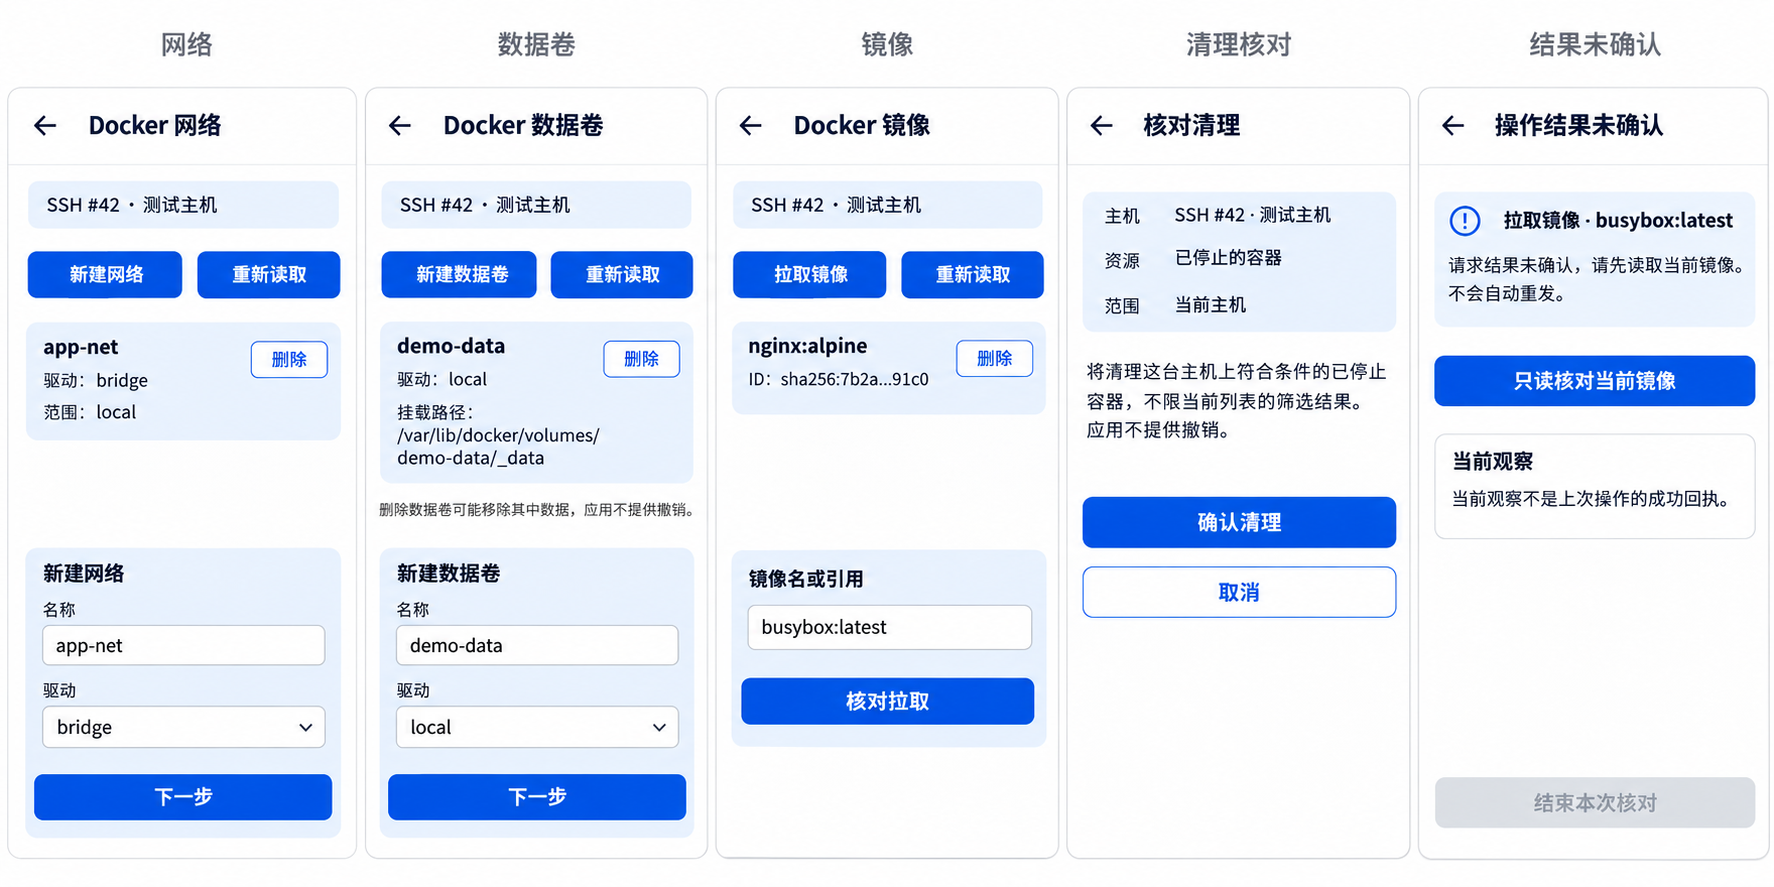 网络
Docker 网络
SSH #42 · 测试主机
新建网络
重新读取
app-net
删除
驱动：bridge
范围：local
新建网络
名称
app-net
驱动
bridge
下一步
数据卷
Docker 数据卷
SSH #42 · 测试主机
新建数据卷
重新读取
demo-data
删除
驱动：local
挂载路径：
/var/lib/docker/volumes/
demo-data/_data
删除数据卷可能移除其中数据，应用不提供撤销。
新建数据卷
名称
demo-data
驱动
local
下一步
镜像
Docker 镜像
SSH #42 · 测试主机
拉取镜像
重新读取
nginx:alpine
删除
ID：sha256:7b2a...91c0
镜像名或引用
busybox:latest
核对拉取
清理核对
核对清理
主机 SSH #42 · 测试主机
资源 已停止的容器
范围 当前主机
将清理这台主机上符合条件的已停止
容器，不限当前列表的筛选结果。
应用不提供撤销。
确认清理
取消
结果未确认
操作结果未确认
拉取镜像 · busybox:latest
请求结果未确认，请先读取当前镜像。
不会自动重发。
只读核对当前镜像
当前观察
当前观察不是上次操作的成功回执。
结束本次核对